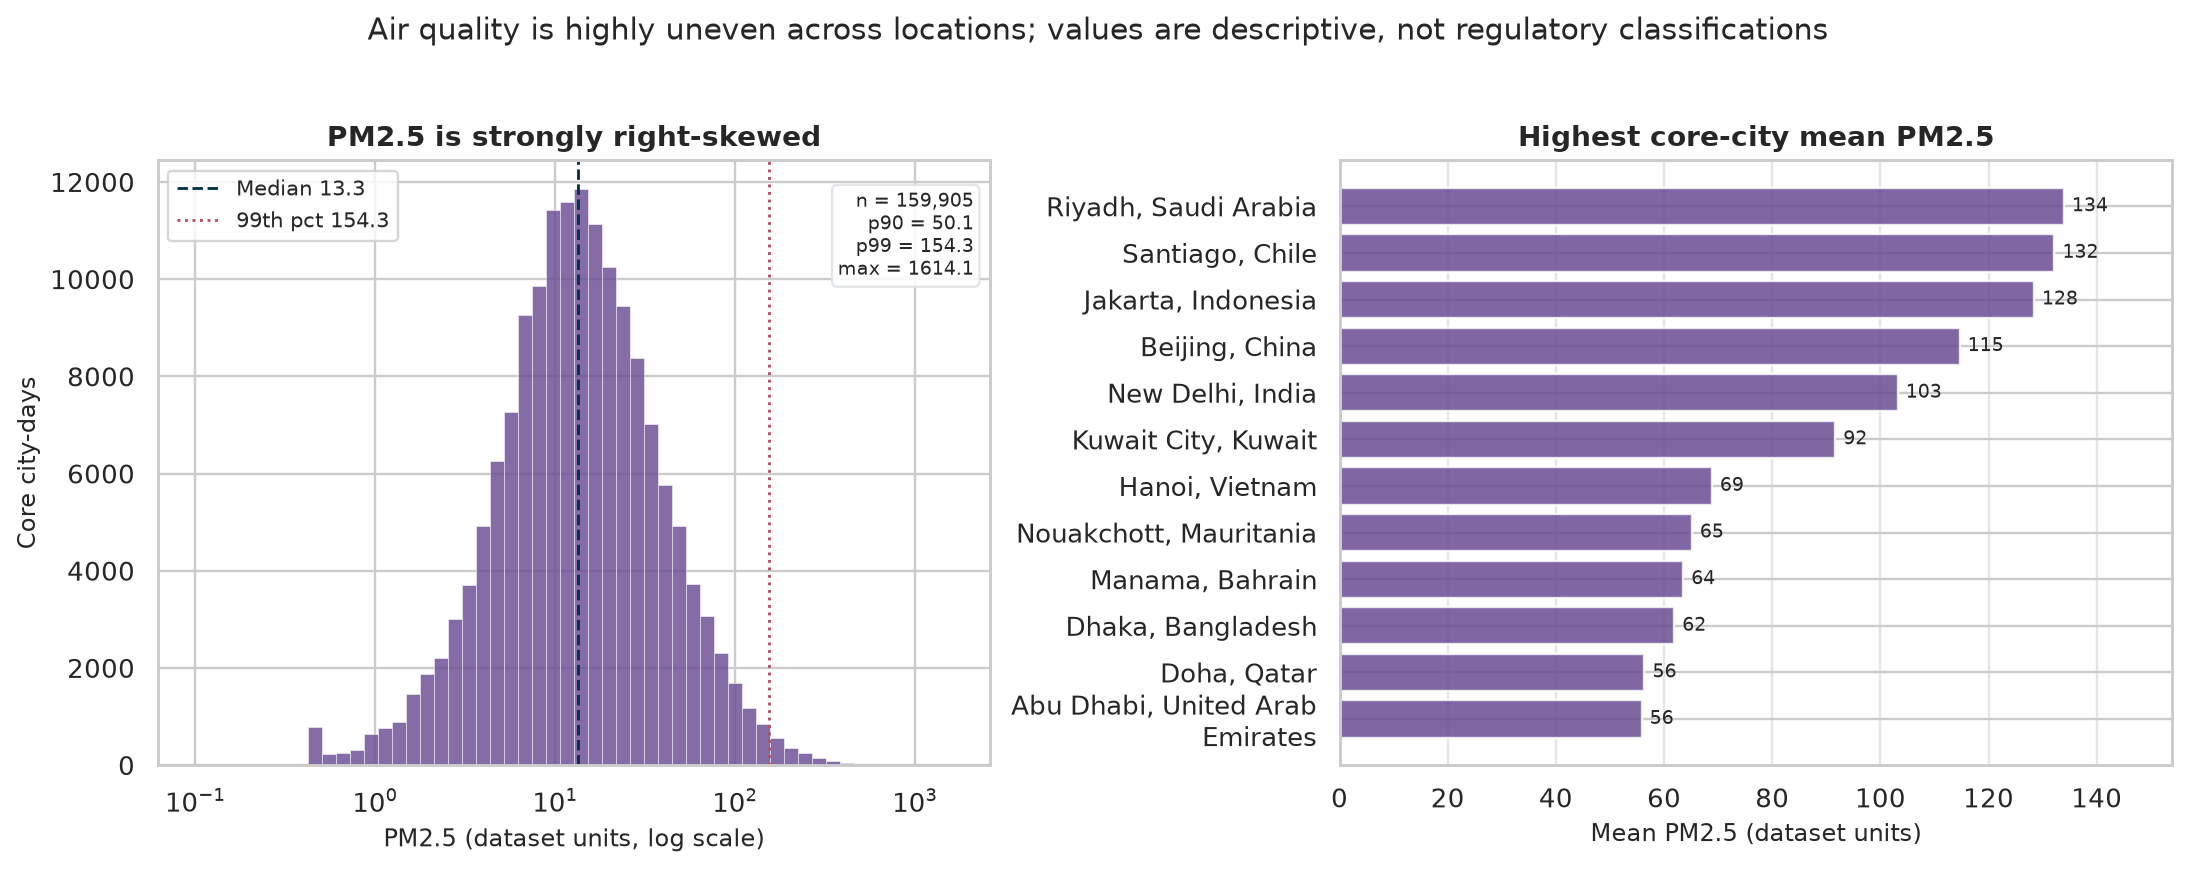 Air quality is highly uneven across locations; values are descriptive, not regulatory classifications
PM2.5 is strongly right-skewed
Median 13.3
99th pct 154.3
n = 159,905
p90 = 50.1
p99 = 154.3
max = 1614.1
Core city-days
12000
10000
8000
6000
4000
2000
0
10⁻¹
10⁰
10¹
10²
10³
PM2.5 (dataset units, log scale)
Highest core-city mean PM2.5
Riyadh, Saudi Arabia
134
Santiago, Chile
132
Jakarta, Indonesia
128
Beijing, China
115
New Delhi, India
103
Kuwait City, Kuwait
92
Hanoi, Vietnam
69
Nouakchott, Mauritania
65
Manama, Bahrain
64
Dhaka, Bangladesh
62
Doha, Qatar
56
Abu Dhabi, United Arab
Emirates
56
0
20
40
60
80
100
120
140
Mean PM2.5 (dataset units)